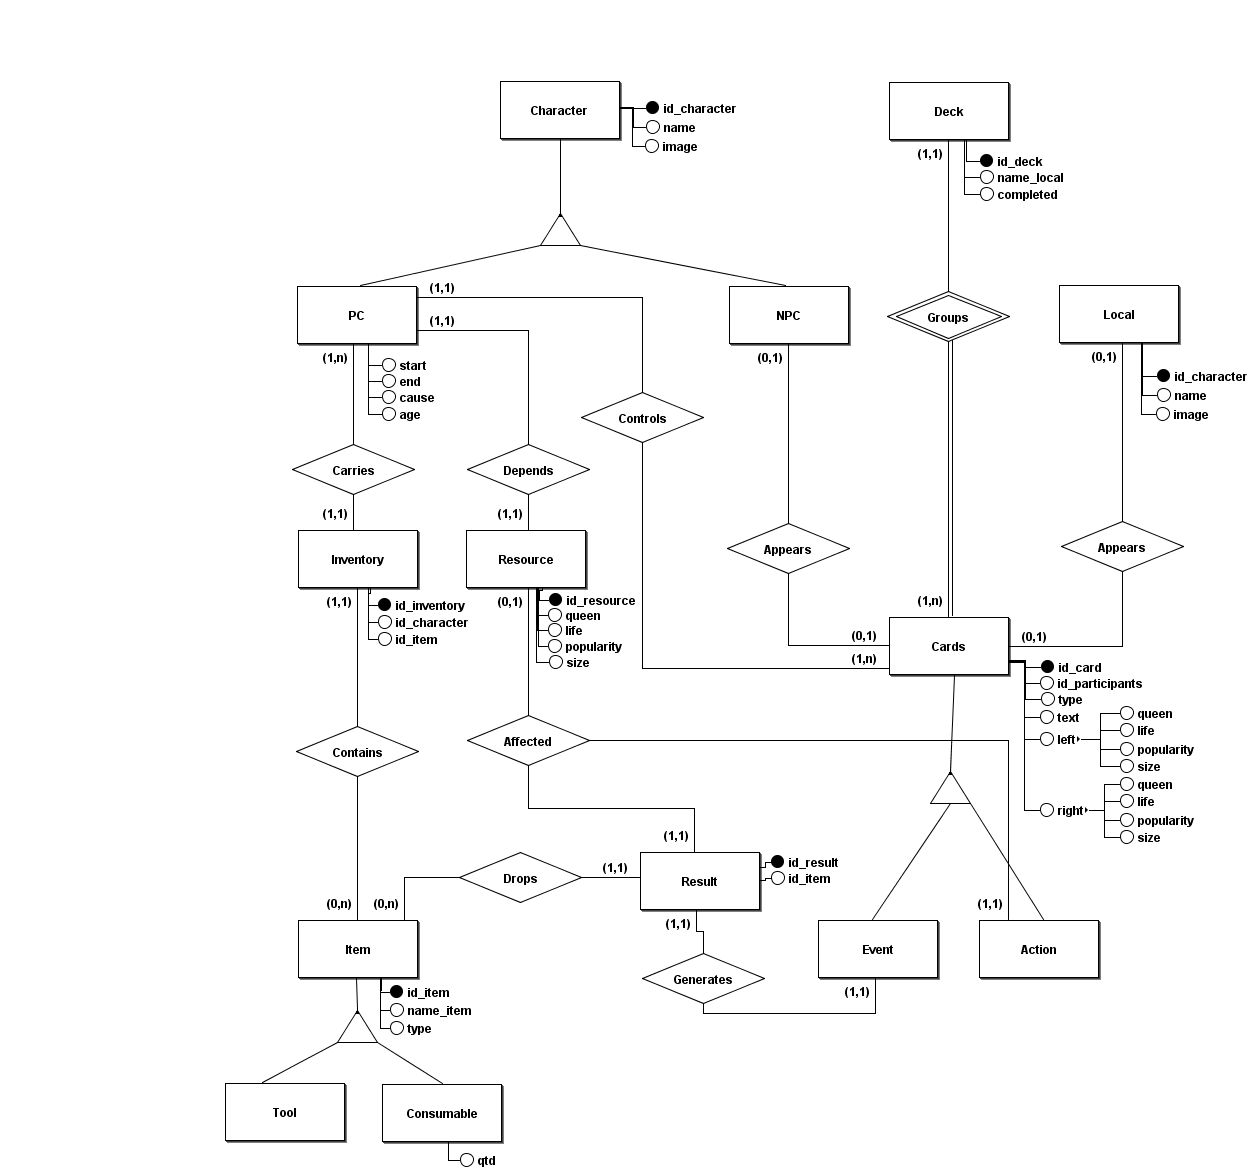 Character
id_character
name
image
Deck
(1,1)
id_deck
name_local
completed
PC
(1,1)
(1,1)
(1,n)
start
end
cause
age
NPC
(0,1)
Groups
Local
(0,1)
id_character
name
image
Controls
Carries
Depends
(1,1)
(1,1)
Inventory
Resource
Appears
Appears
(1,1)
id_inventory
id_character
id_item
(0,1)
id_resource
queen
life
popularity
size
(1,n)
(0,1)
(1,n)
Cards
(0,1)
id_card
id_participants
type
text
left
queen
life
popularity
size
right
queen
life
popularity
size
Contains
Affected
(1,1)
Drops
(1,1)
Result
id_result
id_item
(0,n)
(0,n)
(1,1)
(1,1)
Item
Generates
Event
Action
(1,1)
id_item
name_item
type
Tool
Consumable
qtd